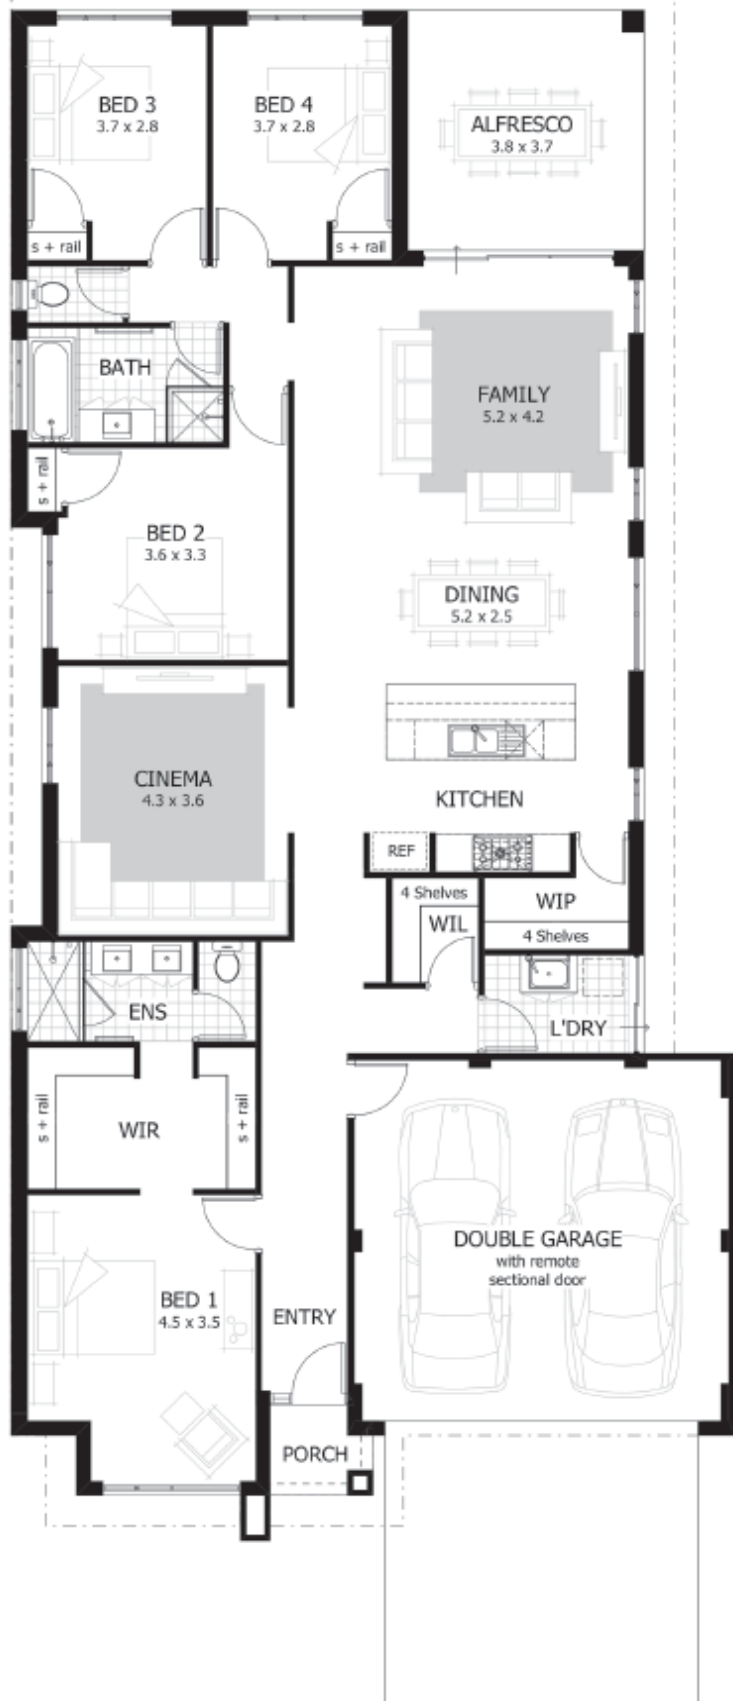 BED 3
3.7 x 2.8
BED 4
3.7 x 2.8
ALFRESCO
3.8 x 3.7
s + rail
s + rail
BATH
FAMILY
5.2 x 4.2
s + rail
BED 2
3.6 x 3.3
DINING
5.2 x 2.5
CINEMA
4.3 x 3.6
KITCHEN
REF
4 Shelves
WIL
WIP
4 Shelves
ENS
L'DRY
s + rail
WIR
s + rail
DOUBLE GARAGE
with remote
sectional door
BED 1
4.5 x 3.5
ENTRY
PORCH